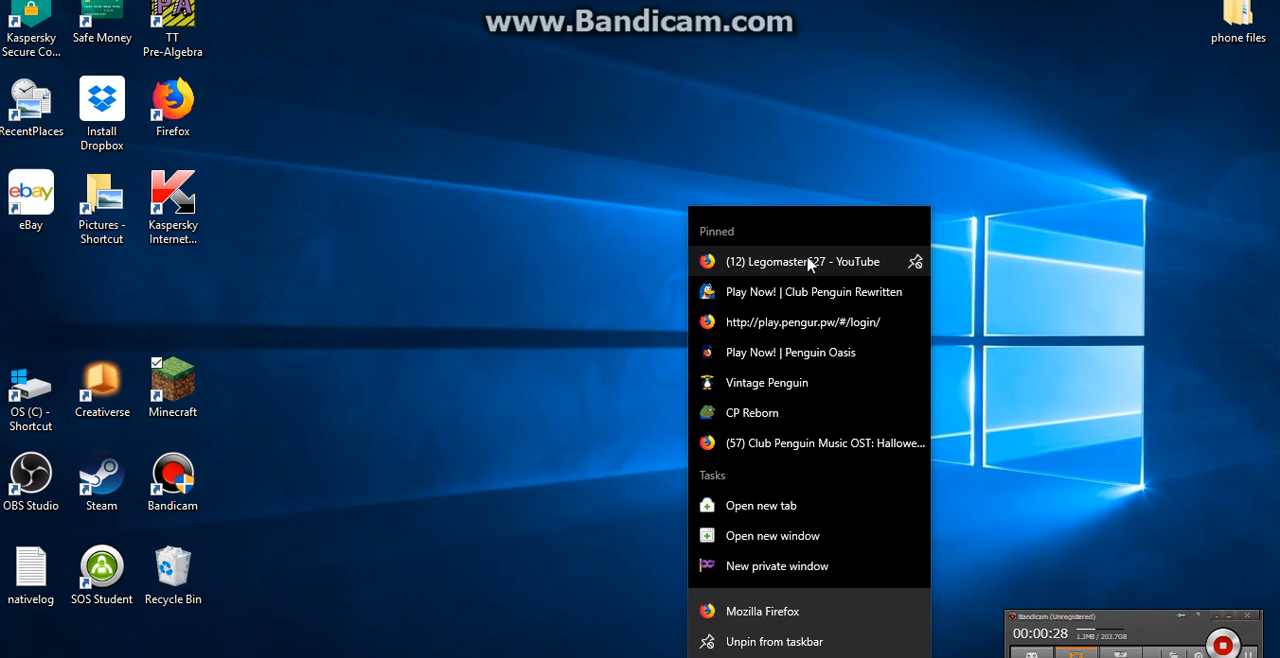 www.Bandicam.com
Kaspersky
Secure Co...
Safe Money
TT
Pre-Algebra
phone files
RecentPlaces
Install
Dropbox
Firefox
eBay
Pictures -
Shortcut
Kaspersky
Internet...
OS (C) -
Shortcut
Creativerse
Minecraft
OBS Studio
Steam
Bandicam
nativelog
SOS Student
Recycle Bin
Pinned
(12) Legomaster 27 - YouTube
Play Now! | Club Penguin Rewritten
http://play.pengur.pw/#/login/
Play Now! | Penguin Oasis
Vintage Penguin
CP Reborn
(57) Club Penguin Music OST: Hallowe...
Tasks
Open new tab
Open new window
New private window
Mozilla Firefox
Unpin from taskbar
Bandicam (Unregistered)
00:00:28
1.3MB / 203.7GB